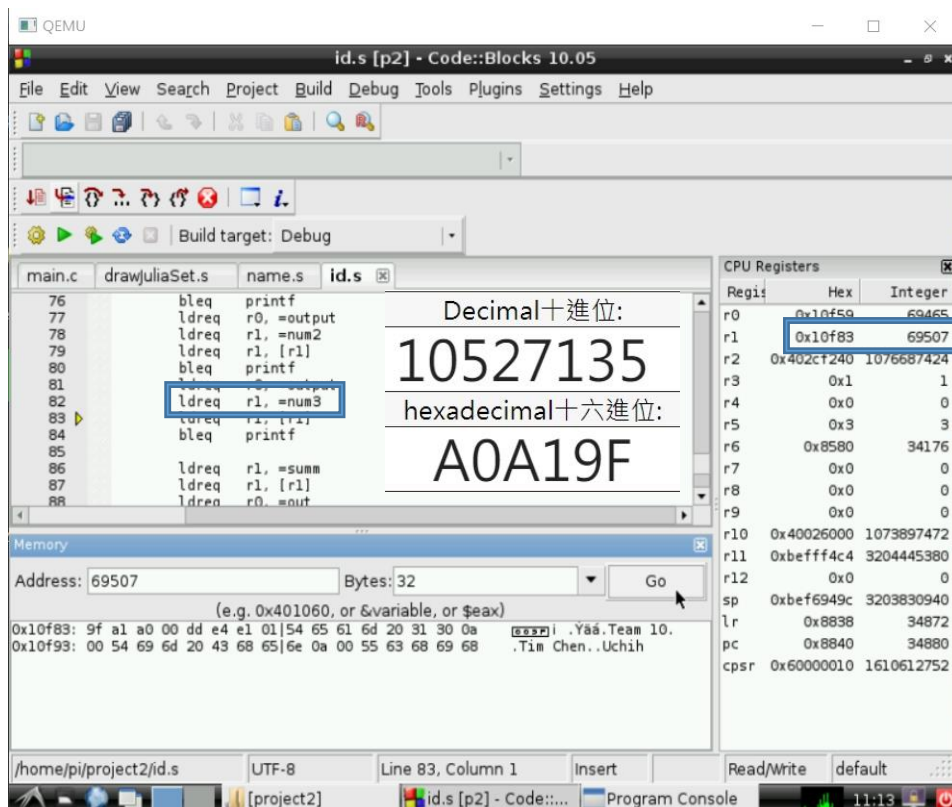 QEMU
id.s [p2] - Code::Blocks 10.05
File Edit View Search Project Build Debug Tools Plugins Settings Help
Build target: Debug
main.c drawJuliaSet.s name.s id.s
76 bleq printf
77 ldreq r0, =output
78 ldreq r1, =num2
79 ldreq r1, [r1]
80 bleq printf
81
82 ldreq r1, =num3
83 ldreq r1, [r1]
84 bleq printf
85
86 ldreq r1, =summ
87 ldreq r1, [r1]
88 ldreq r0, =out
Decimal十進位:
10527135
hexadecimal十六進位:
A0A19F
CPU Registers
Regis Hex Integer
r0 0x10f59 69465
r1 0x10f83 69507
r2 0x402cf240 1076687424
r3 0x1 1
r4 0x0 0
r5 0x3 3
r6 0x8580 34176
r7 0x0 0
r8 0x0 0
r9 0x0 0
r10 0x40026000 1073897472
r11 0xbefff4c4 3204445380
r12 0x0 0
sp 0xbef6949c 3203830940
lr 0x8838 34872
pc 0x8840 34880
cpsr 0x60000010 1610612752
Memory
Address: 69507 Bytes: 32 Go
(e.g. 0x401060, or &variable, or $eax)
0x10f83: 9f a1 a0 00 dd e4 e1 01|54 65 61 6d 20 31 30 0a .Ýäá.Team 10.
0x10f93: 00 54 69 6d 20 43 68 65|6e 0a 00 55 63 68 69 68 .Tim Chen..Uchih
/home/pi/project2/id.s UTF-8 Line 83, Column 1 Insert Read/Write default
[project2] id.s [p2] - Code::... Program Console 11:13